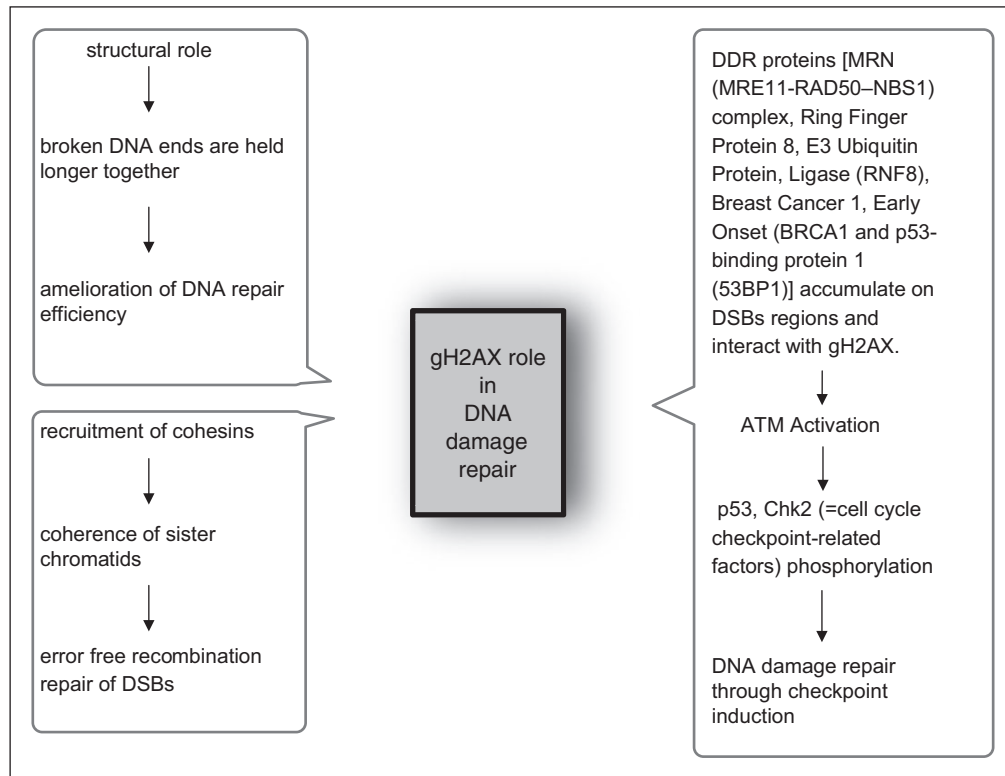 structural role
broken DNA ends are held
longer together
amelioration of DNA repair
efficiency
recruitment of cohesins
coherence of sister
chromatids
error free recombination
repair of DSBs
gH2AX role
in
DNA
damage
repair
DDR proteins [MRN
(MRE11-RAD50–NBS1)
complex, Ring Finger
Protein 8, E3 Ubiquitin
Protein, Ligase (RNF8),
Breast Cancer 1, Early
Onset (BRCA1 and p53-
binding protein 1
(53BP1)] accumulate on
DSBs regions and
interact with gH2AX.
ATM Activation
p53, Chk2 (=cell cycle
checkpoint-related
factors) phosphorylation
DNA damage repair
through checkpoint
induction